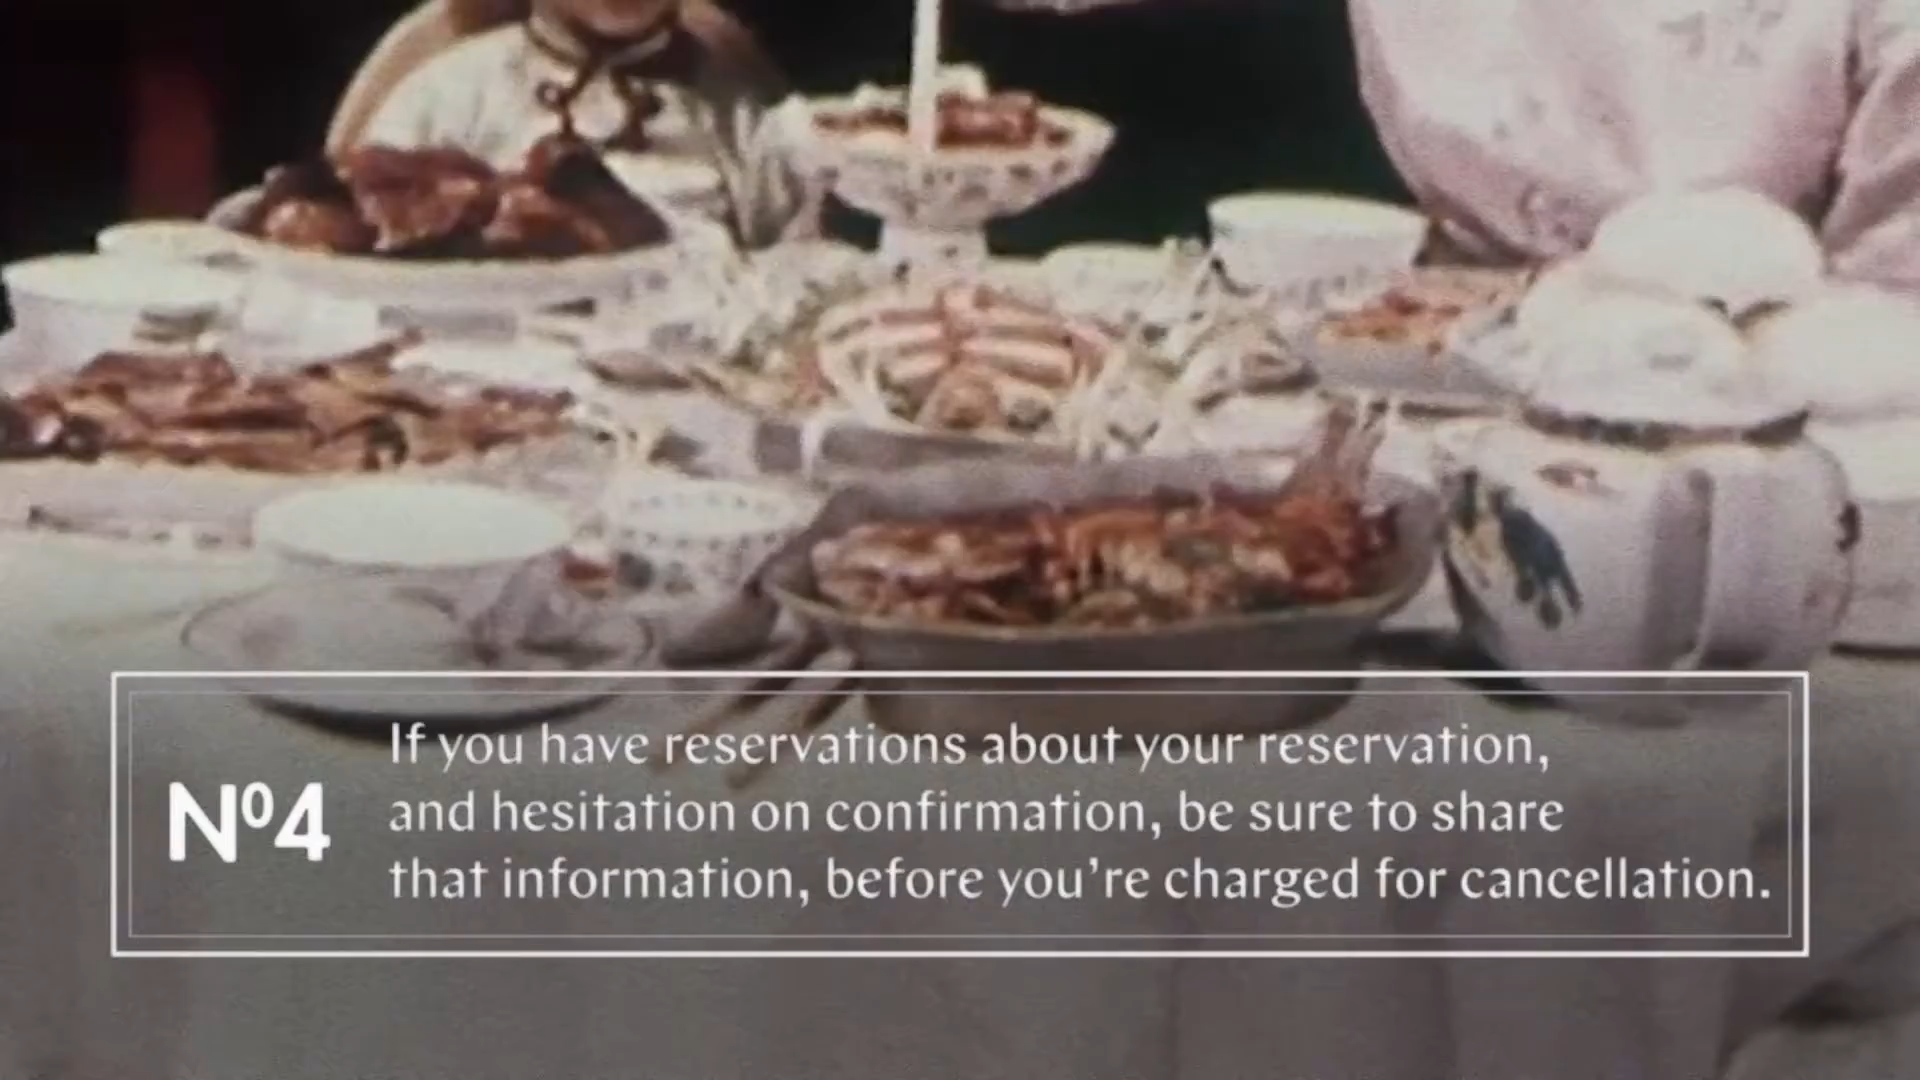 Nº4
If you have reservations about your reservation,
and hesitation on confirmation, be sure to share
that information, before you’re charged for cancellation.